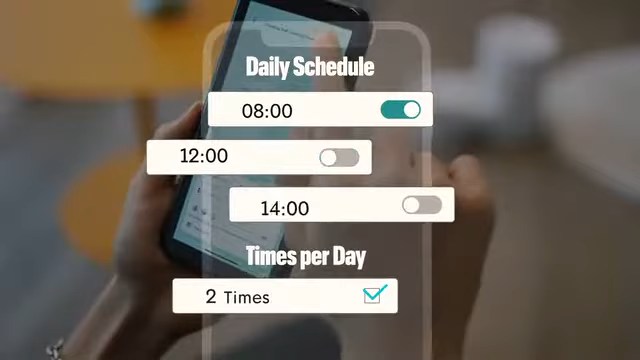 Daily Schedule
08:00
12:00
14:00
Times per Day
2 Times